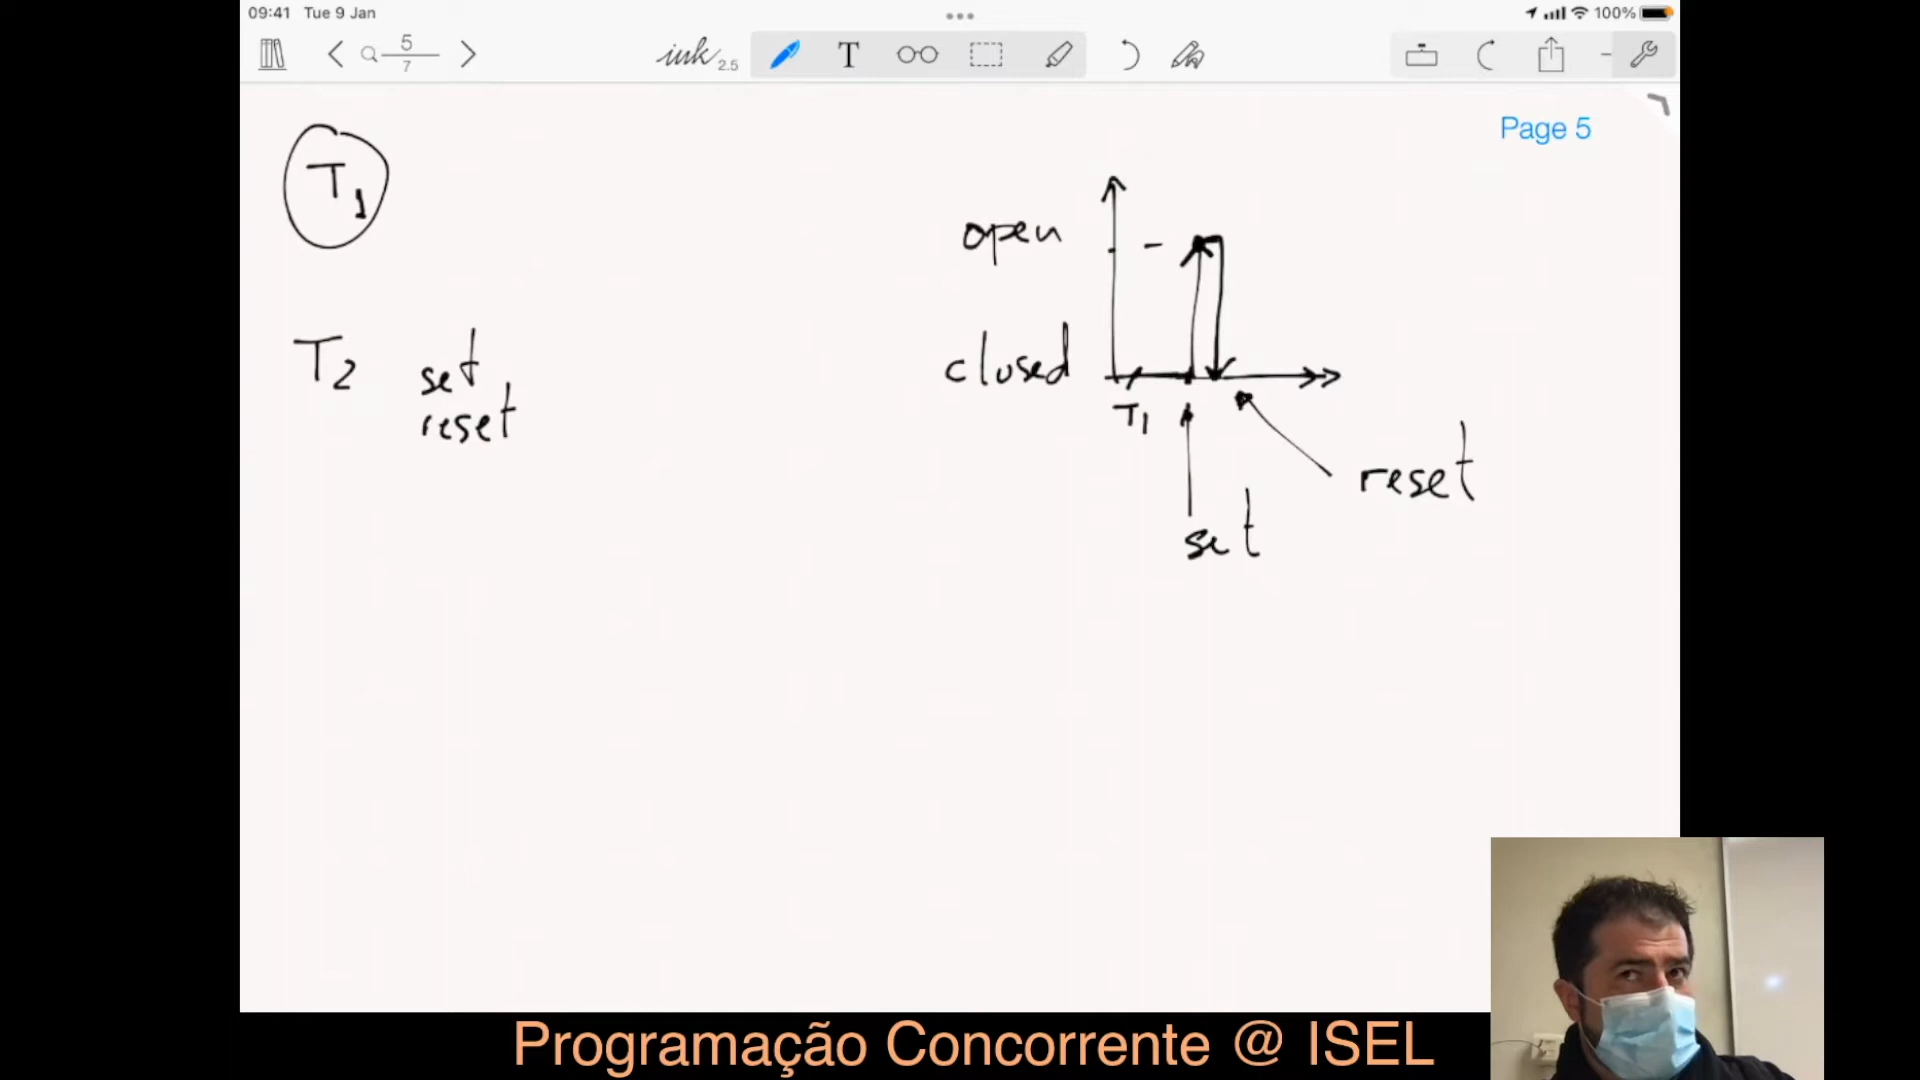 09:41 Tue 9 Jan
100%
5
7
ink 2.5
T
Page 5
T1
open
closed
T1
T2 set
reset
reset
set
Programação Concorrente @ ISEL